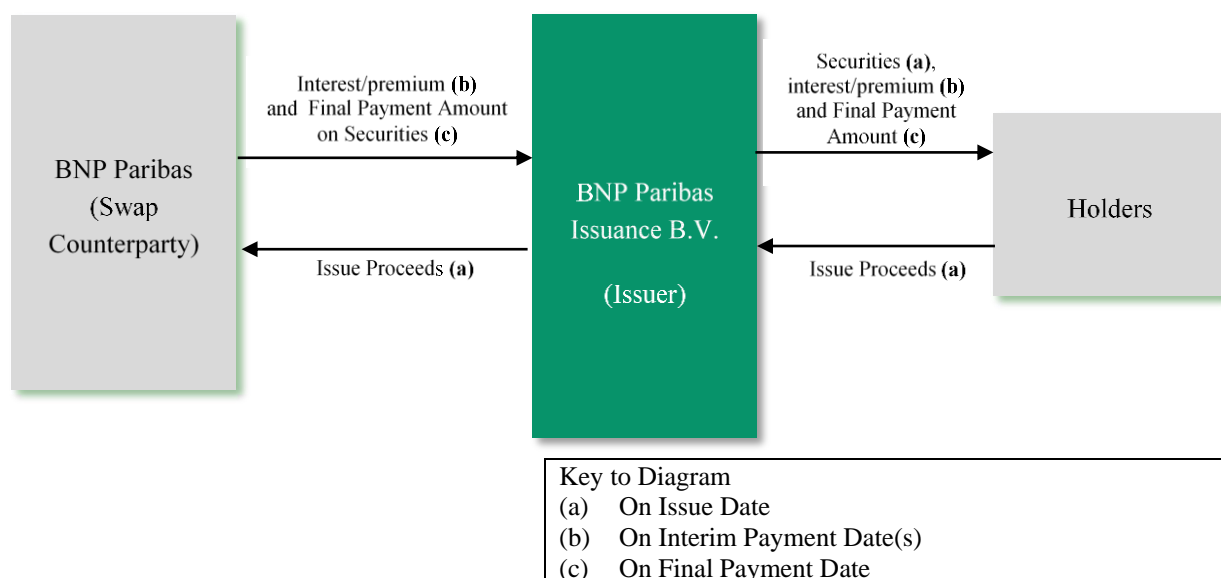 BNP Paribas
(Swap
Counterparty)
Interest/premium (b)
and Final Payment Amount
on Securities (c)
Issue Proceeds (a)
BNP Paribas
Issuance B.V.
(Issuer)
Securities (a),
interest/premium (b)
and Final Payment
Amount (c)
Issue Proceeds (a)
Holders
Key to Diagram
(a) On Issue Date
(b) On Interim Payment Date(s)
(c) On Final Payment Date